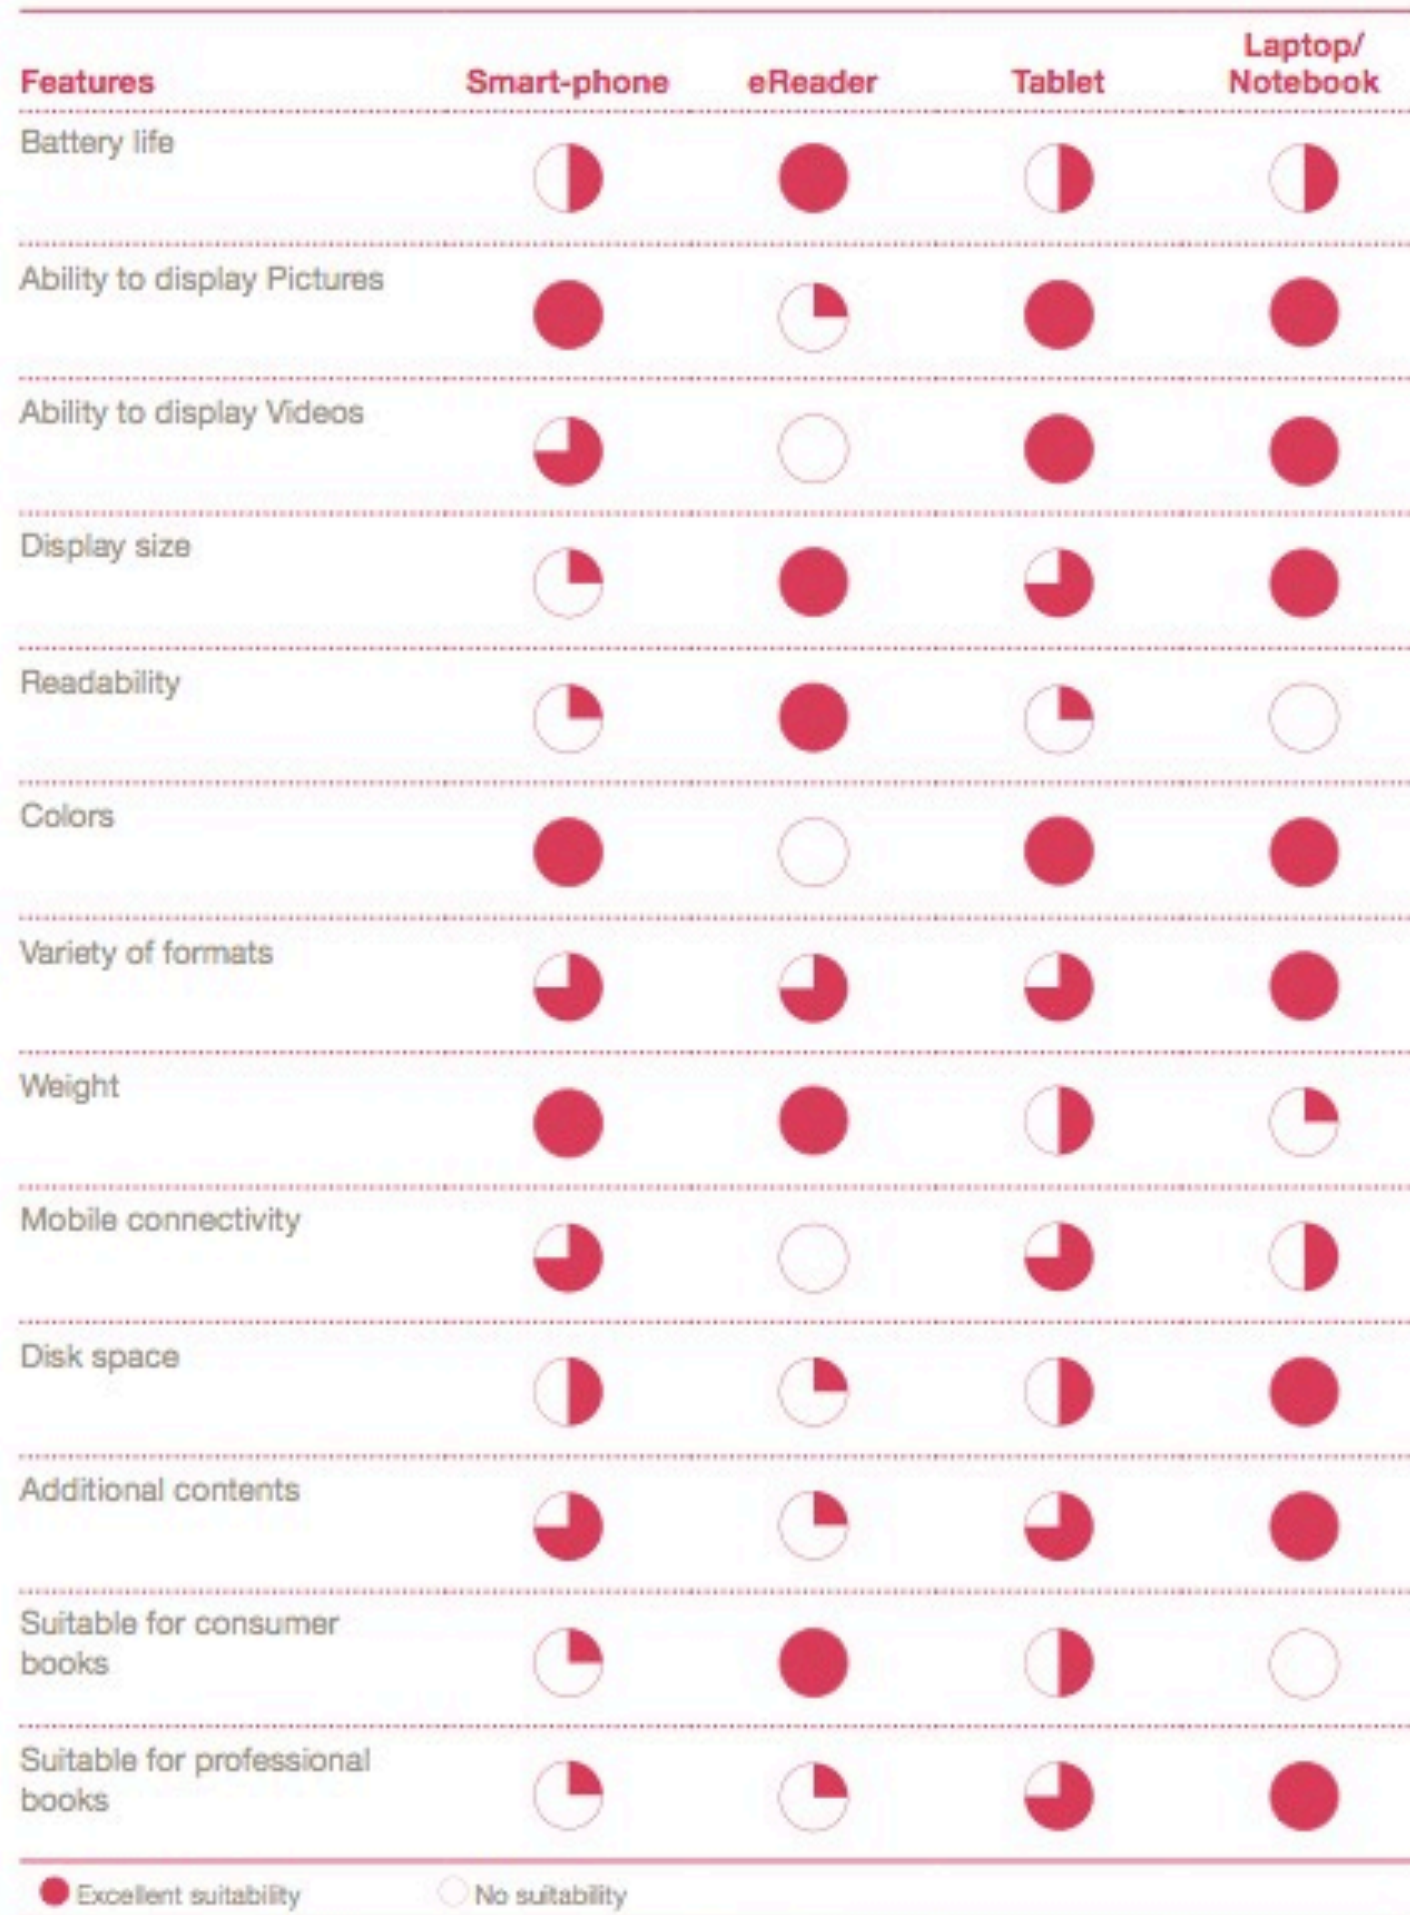 Laptop/
Features Smart-phone eReader Tablet Notebook
Battery life
Ability to display Pictures
Ability to display Videos
Display size
Readability
Colors
Variety of formats
Weight
Mobile connectivity
Disk space
Additional contents
Suitable for consumer
books
Suitable for professional
books
Excellent suitability No suitability